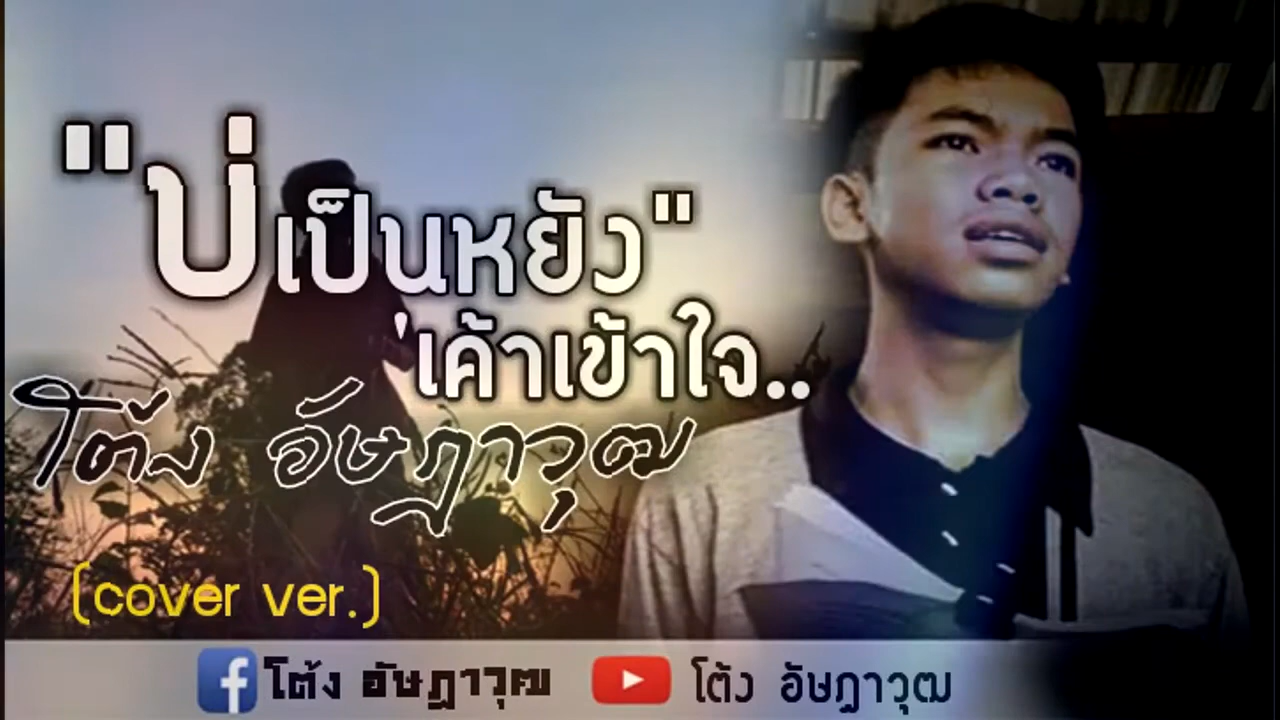 "บ่เป็นหยัง"
'เค้าเข้าใจ..
โต้ง อัษฎาวุฒ
(cover ver.)
โต้ง อัษฎาวุฒ โต้ง อัษฎาวุฒ